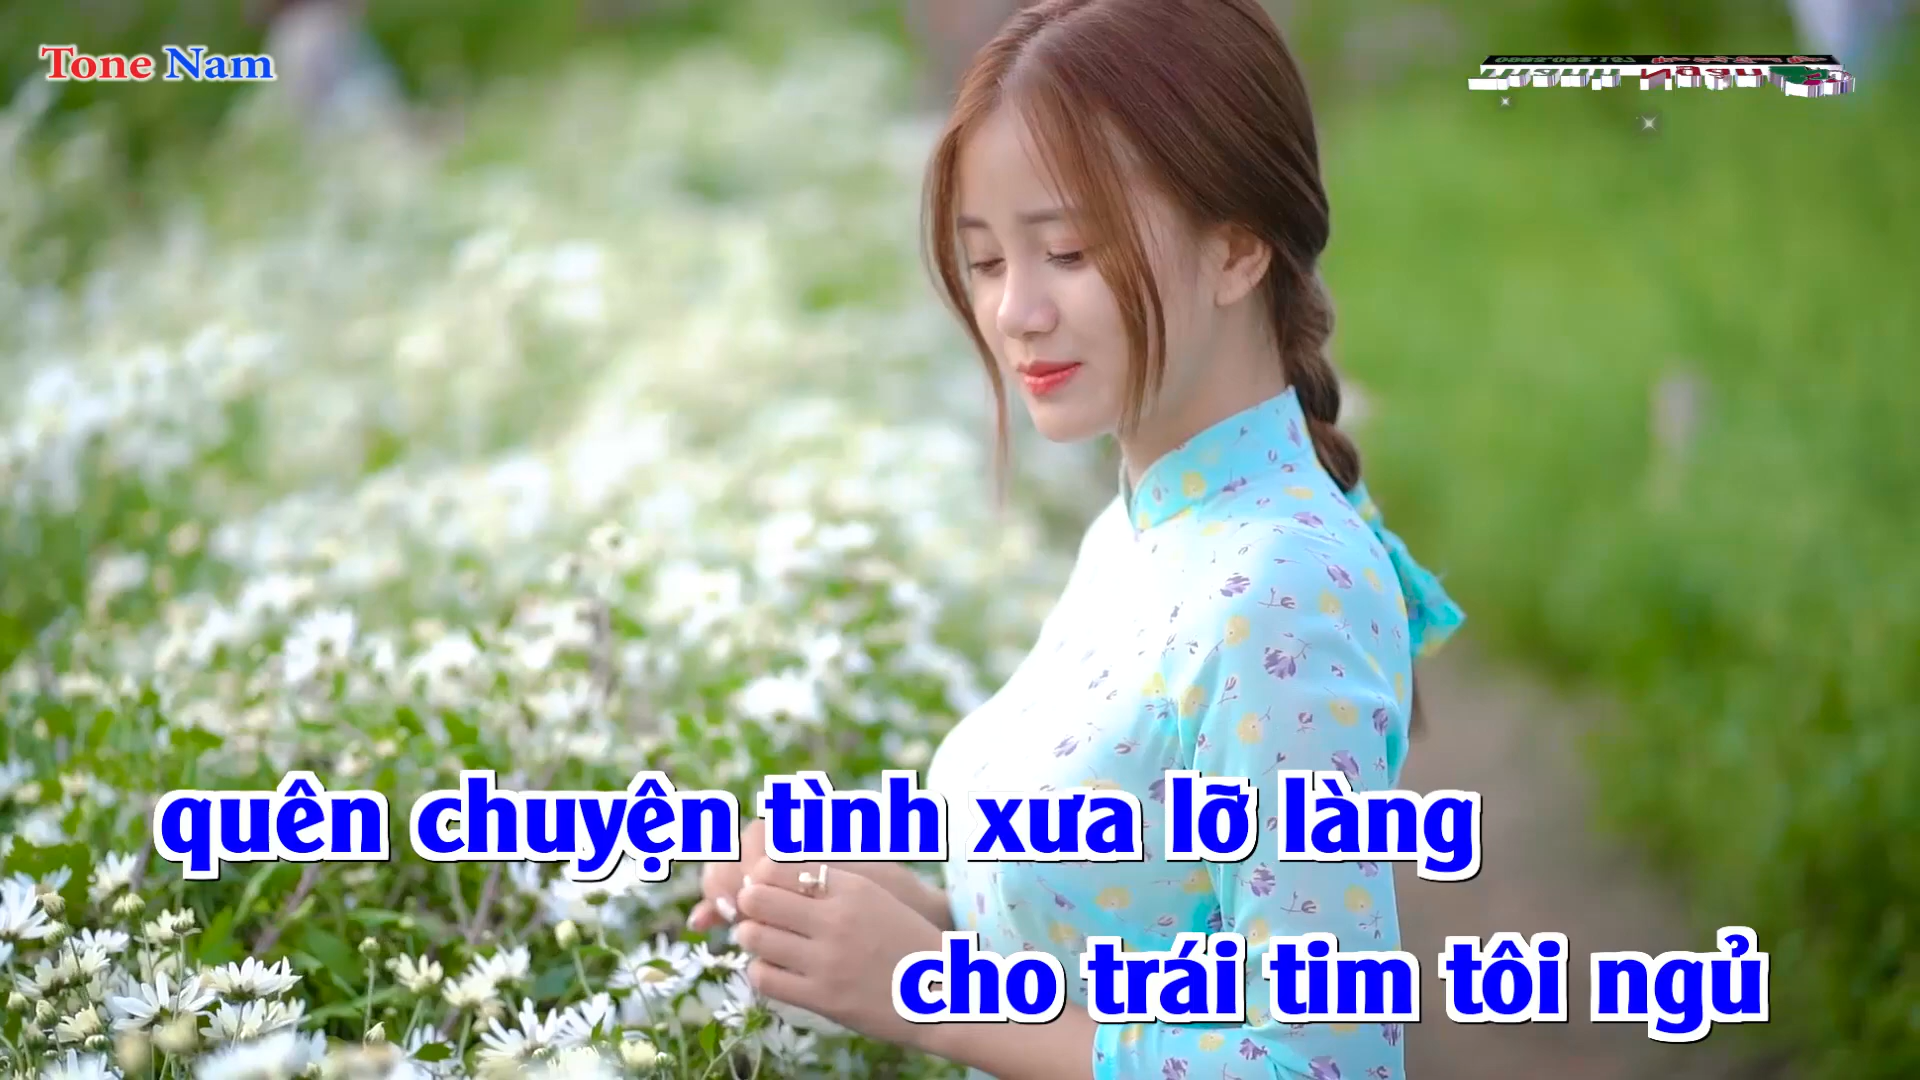 Tone Nam
quên chuyện tình xưa lỡ làng
cho trái tim tôi ngủ